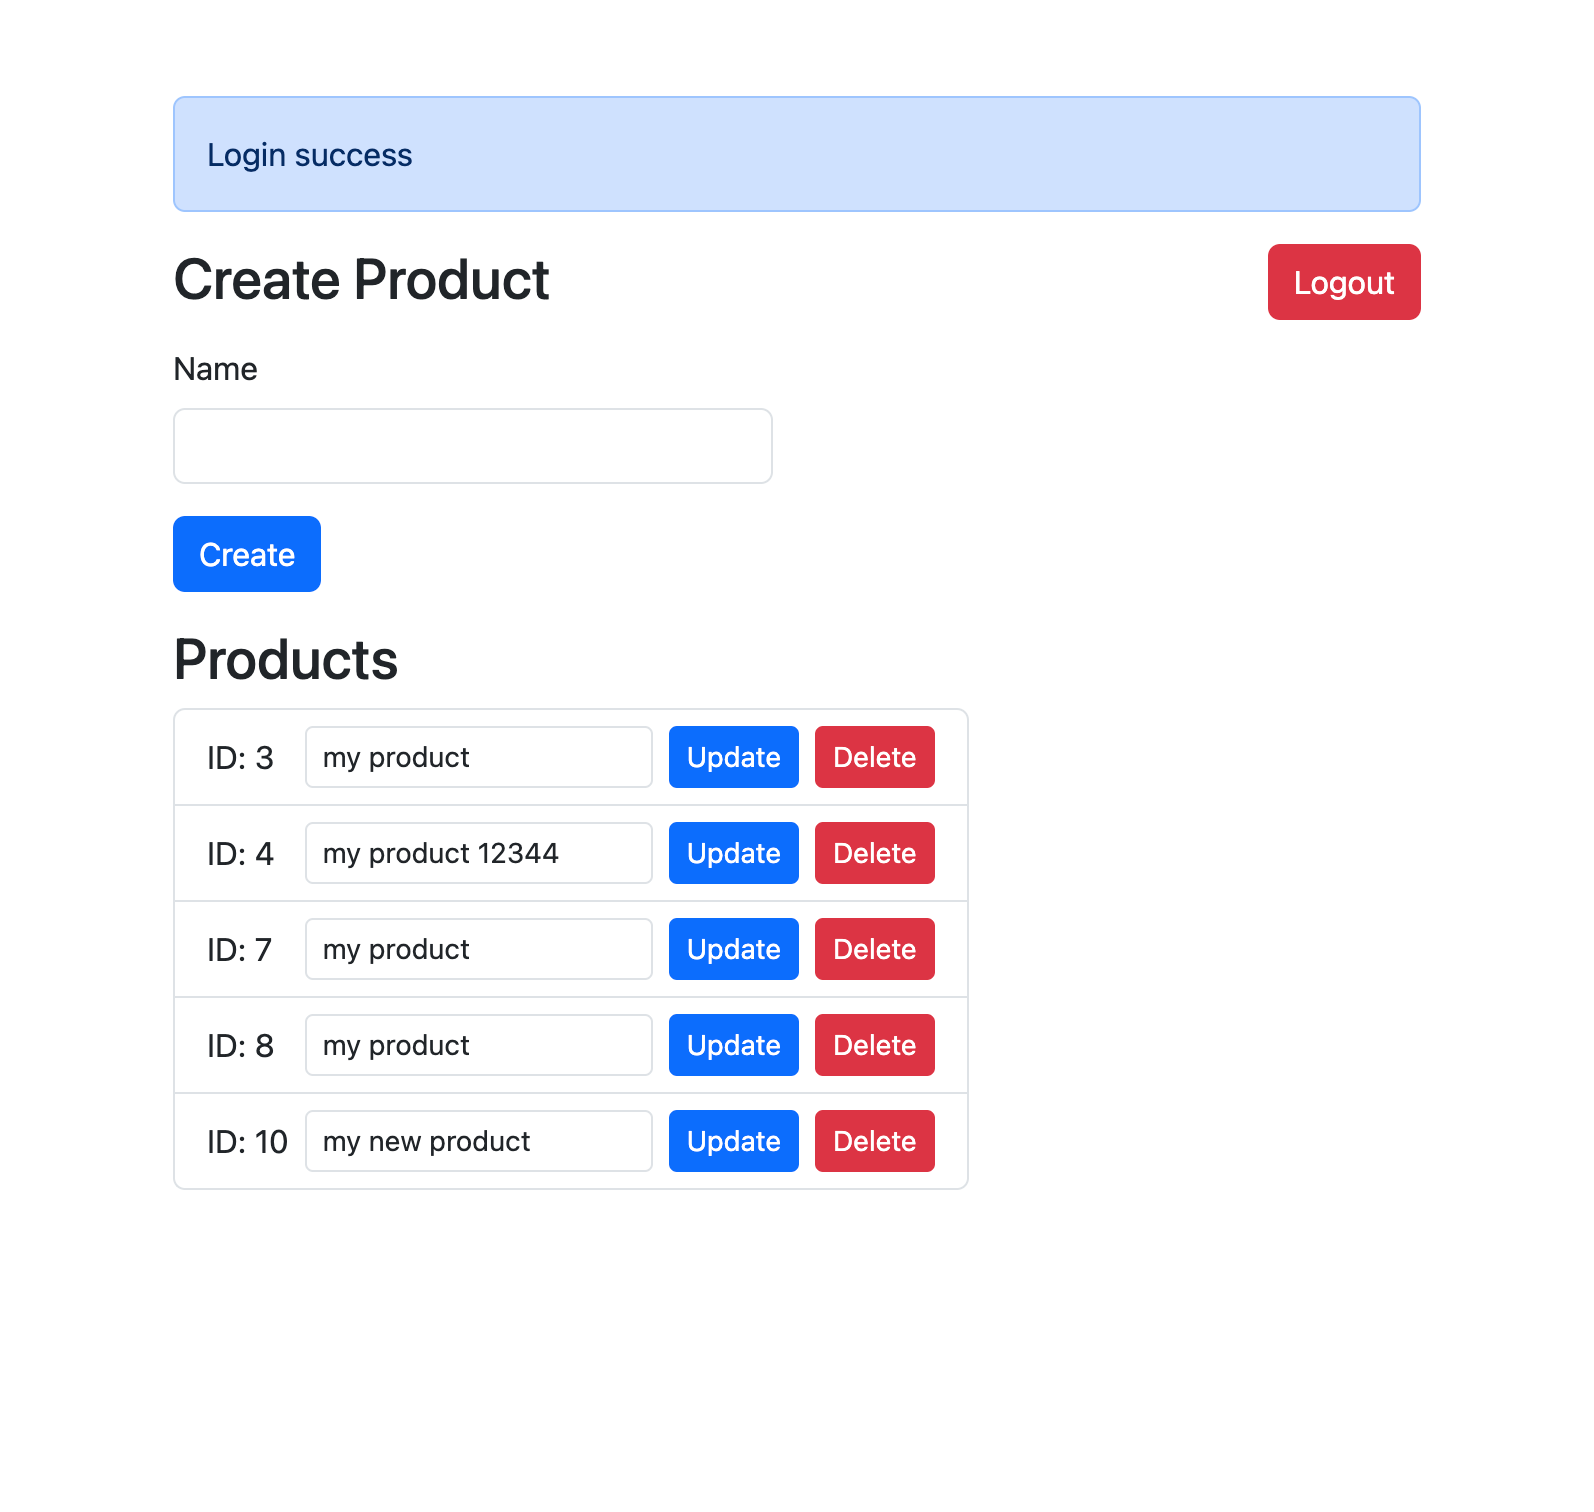 Login success
Create Product
Logout
Name
Create
Products
ID: 3 my product Update Delete
ID: 4 my product 12344 Update Delete
ID: 7 my product Update Delete
ID: 8 my product Update Delete
ID: 10 my new product Update Delete